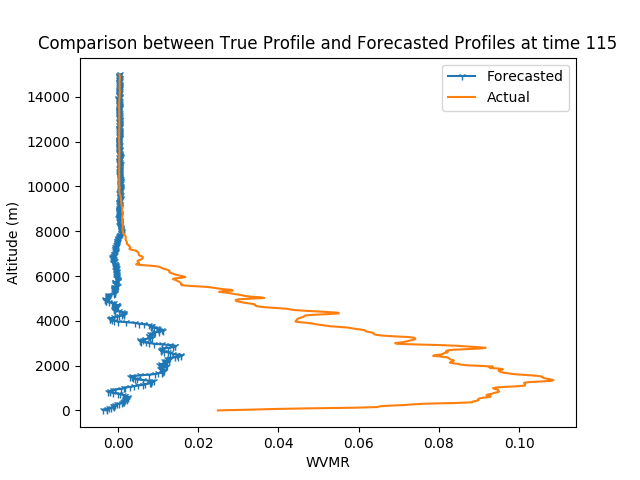 Comparison between True Profile and Forecasted Profiles at time 115
Forecasted
Actual
Altitude (m)
14000
12000
10000
8000
6000
4000
2000
0
0.00 0.02 0.04 0.06 0.08 0.10
WVMR